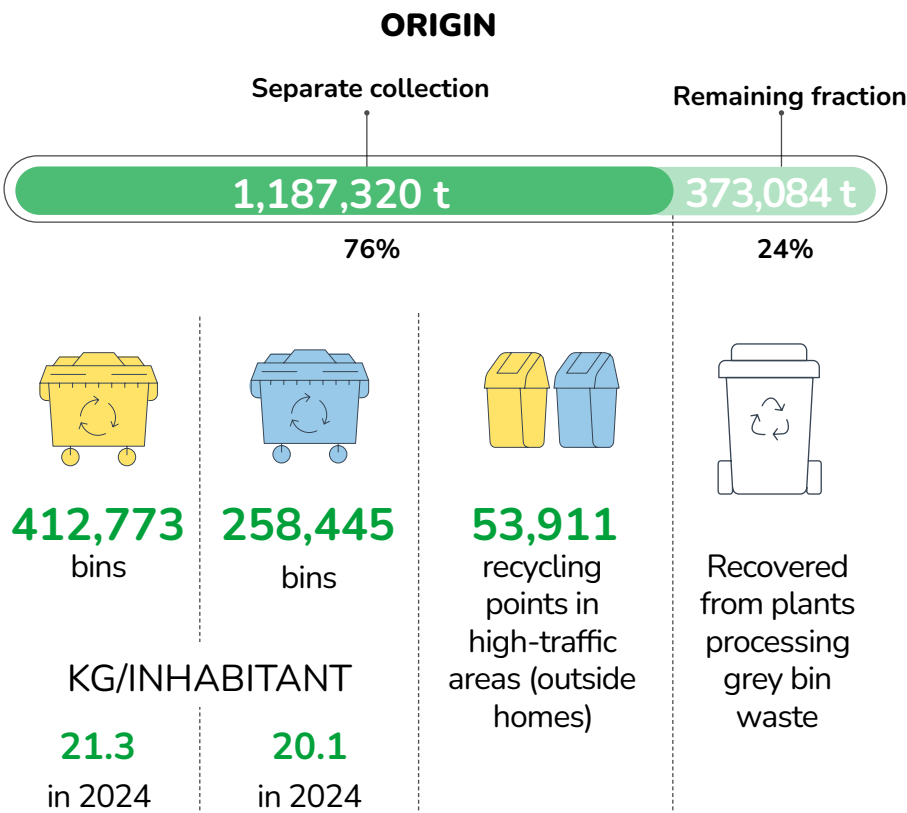 ORIGIN
Separate collection
Remaining fraction
1,187,320 t
373,084 t
76%
24%
412,773
bins
258,445
bins
KG/INHABITANT
21.3
in 2024
20.1
in 2024
53,911
recycling
points in
high-traffic
areas (outside
homes)
Recovered
from plants
processing
grey bin
waste